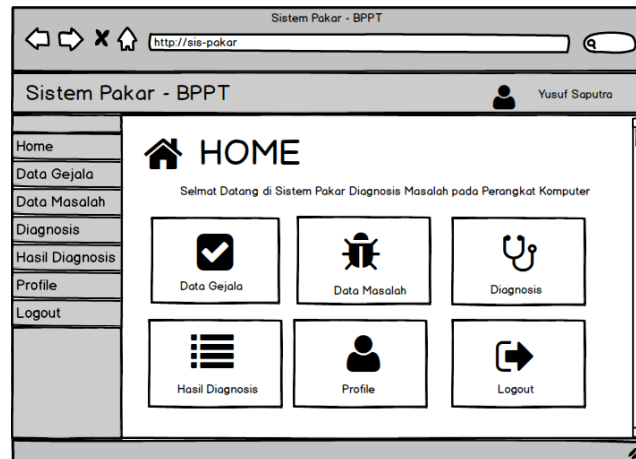 Sistem Pakar - BPPT
http://sis-pakar
Sistem Pakar - BPPT
Yusuf Saputra
Home
Data Gejala
Data Masalah
Diagnosis
Hasil Diagnosis
Profile
Logout
HOME
Selmat Datang di Sistem Pakar Diagnosis Masalah pada Perangkat Komputer
Data Gejala
Data Masalah
Diagnosis
Hasil Diagnosis
Profile
Logout